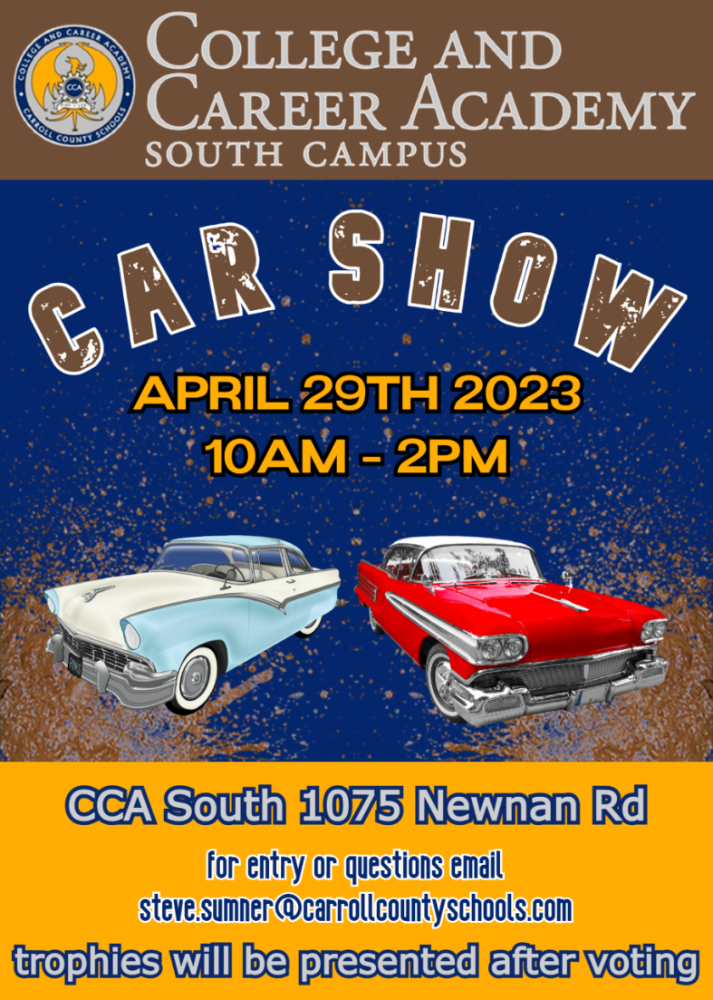 COLLEGE AND CAREER ACADEMY
CARROLL COUNTY SCHOOLS
CCA
COLLEGE AND
CAREER ACADEMY
SOUTH CAMPUS
CAR SHOW
APRIL 29TH 2023
10AM - 2PM
CCA South 1075 Newnan Rd
for entry or questions email
steve.sumner@carrollcountyschools.com
trophies will be presented after voting